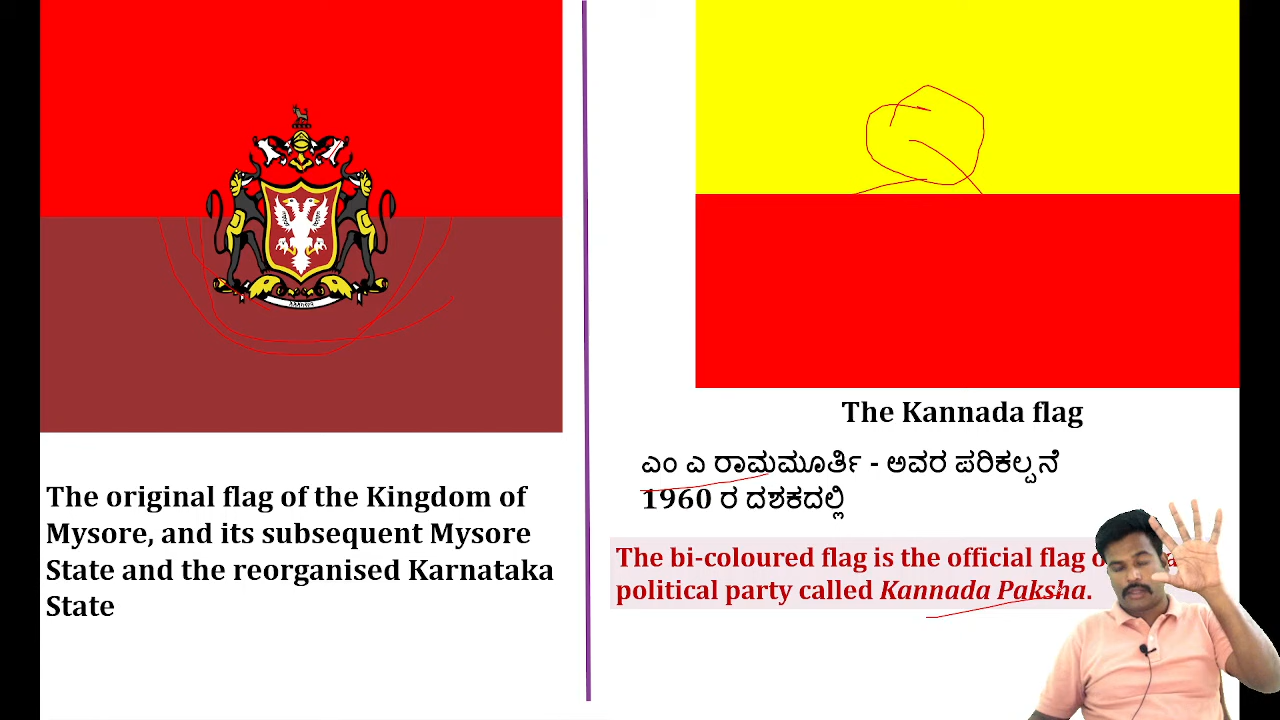 The original flag of the Kingdom of
Mysore, and its subsequent Mysore
State and the reorganised Karnataka
State
The Kannada flag
ಎಂ ಎ ರಾಮಮೂರ್ತಿ - ಅವರ ಪರಿಕಲ್ಪನೆ
1960 ರ ದಶಕದಲ್ಲಿ
The bi-coloured flag is the official flag
political party called Kannada Paksha.